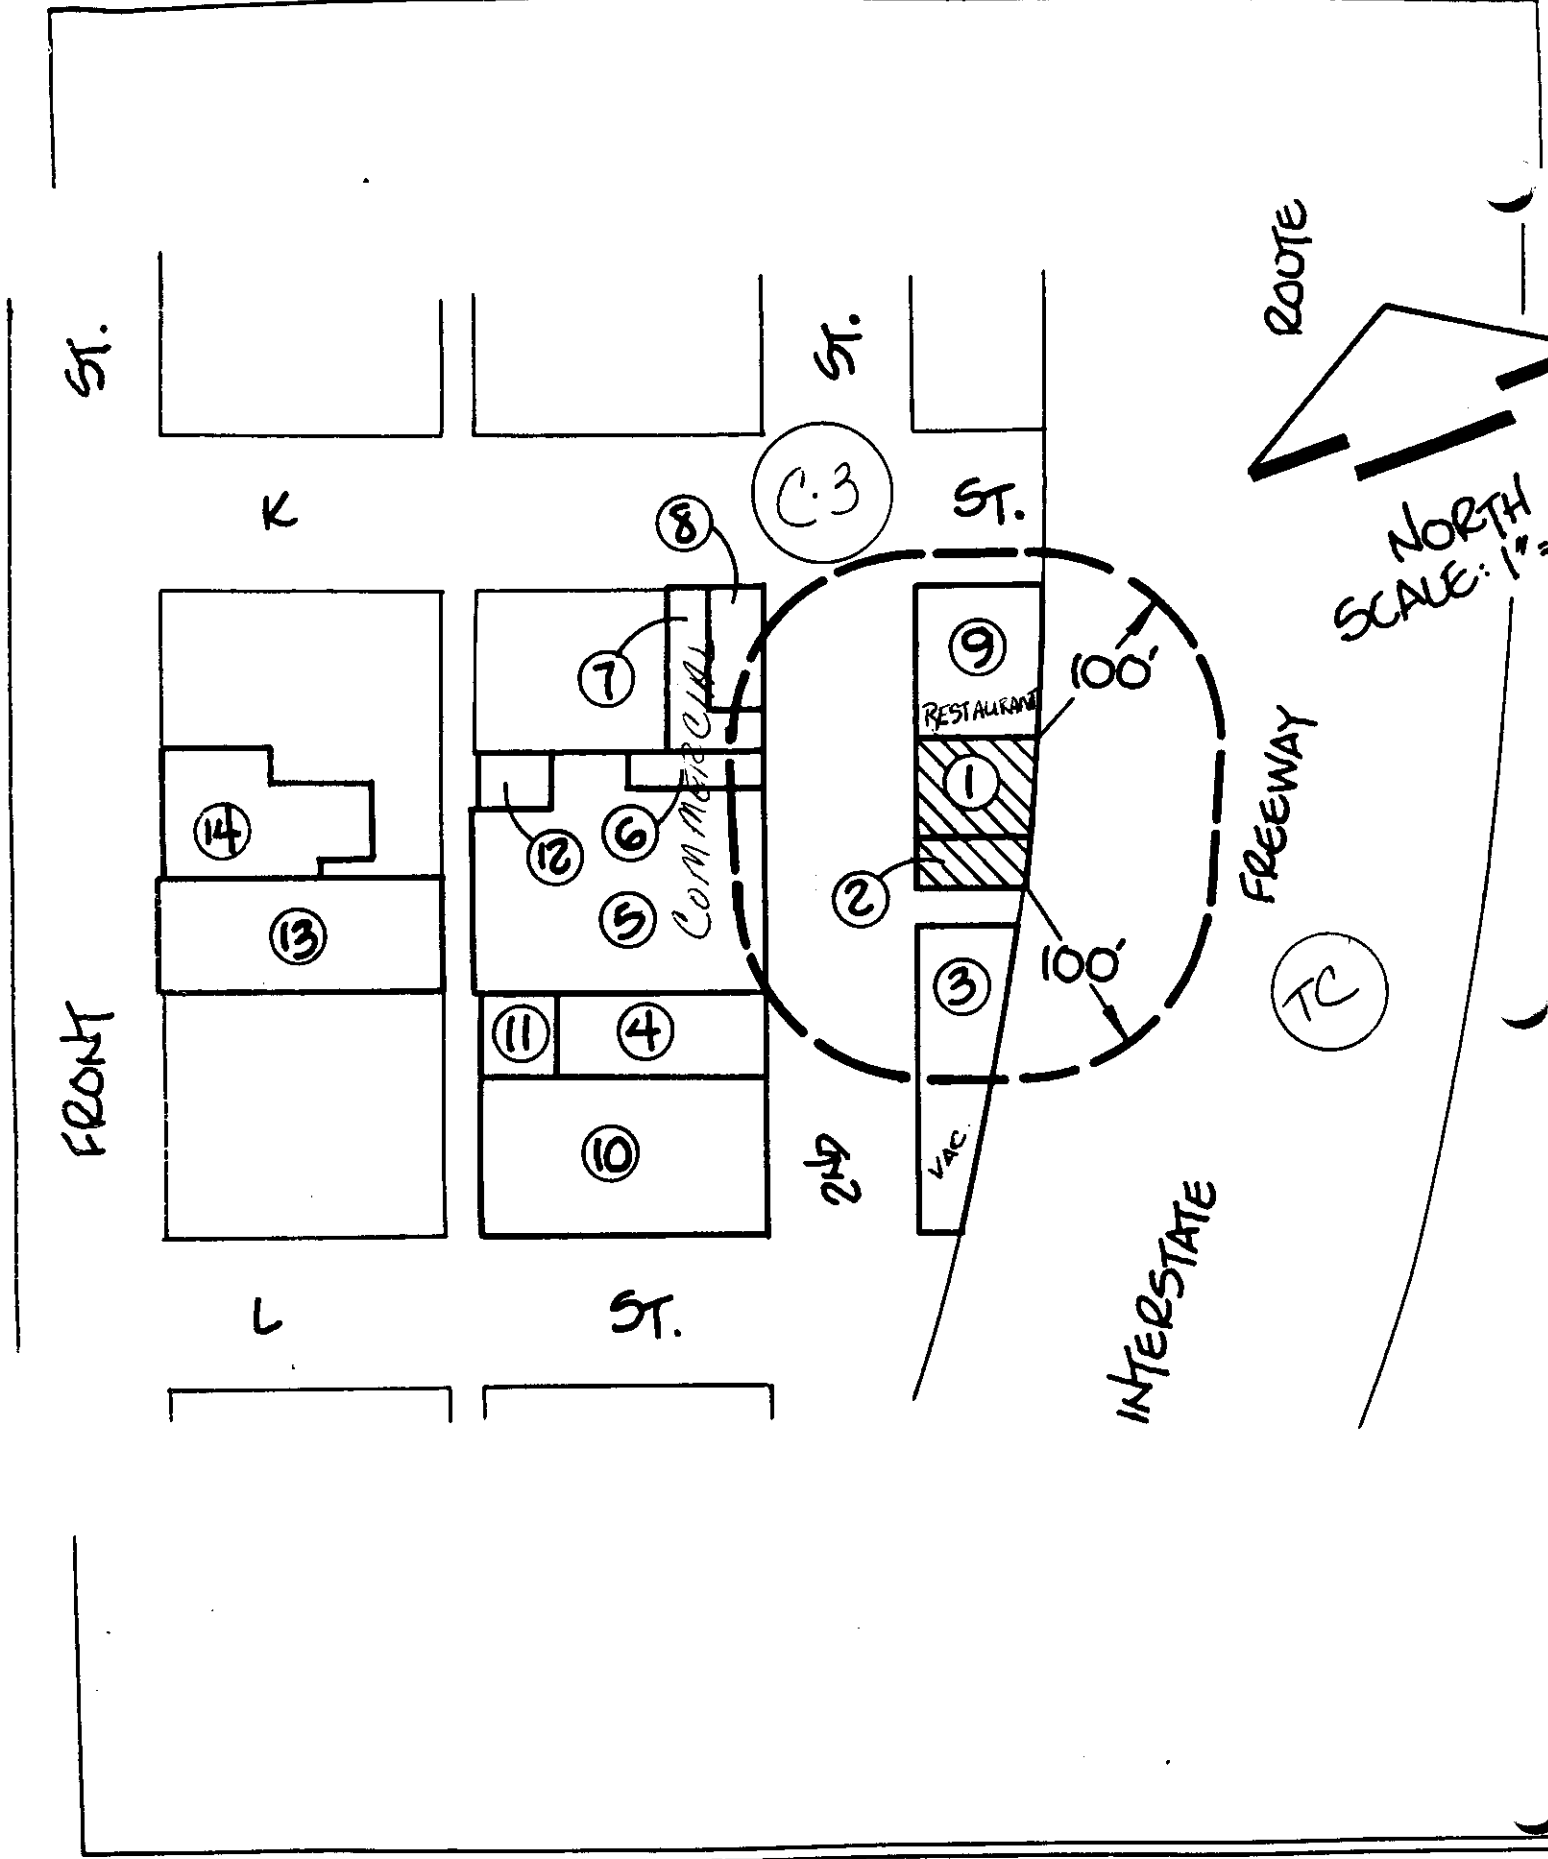 ROUTE
ST.
ST.
K
C-3
ST.
NORTH
SCALE: 1"=
8
9
7
100'
RESTAURANT
COMMERCIAL
1
14
6
12
2
FREEWAY
5
13
3
100'
TC
11
4
FRONT
10
2ND
VAC.
INTERSTATE
L
ST.